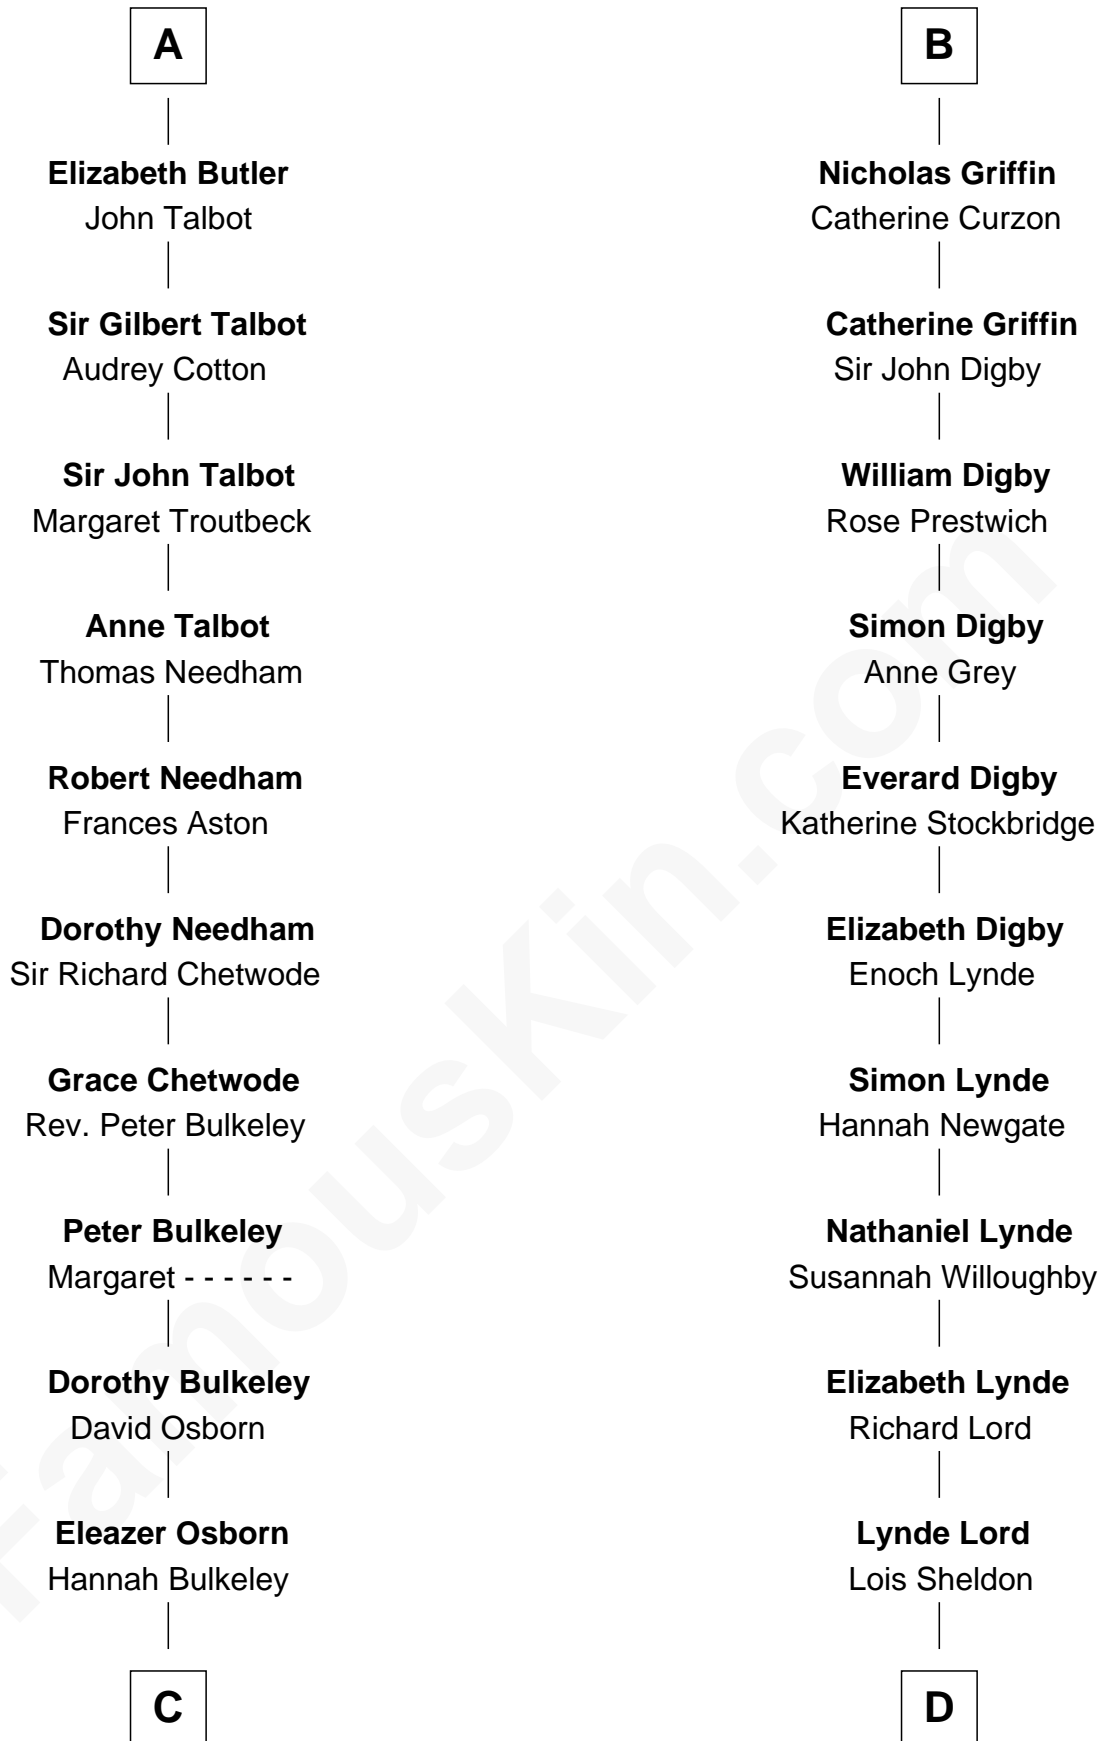 A
Elizabeth Butler
John Talbot
Sir Gilbert Talbot
Audrey Cotton
Sir John Talbot
Margaret Troutbeck
Anne Talbot
Thomas Needham
Robert Needham
Frances Aston
Dorothy Needham
Sir Richard Chetwode
Grace Chetwode
Rev. Peter Bulkeley
Peter Bulkeley
Margaret - - - - - -
Dorothy Bulkeley
David Osborn
Eleazer Osborn
Hannah Bulkeley
C
B
Nicholas Griffin
Catherine Curzon
Catherine Griffin
Sir John Digby
William Digby
Rose Prestwich
Simon Digby
Anne Grey
Everard Digby
Katherine Stockbridge
Elizabeth Digby
Enoch Lynde
Simon Lynde
Hannah Newgate
Nathaniel Lynde
Susannah Willoughby
Elizabeth Lynde
Richard Lord
Lynde Lord
Lois Sheldon
D
FamousKin.com